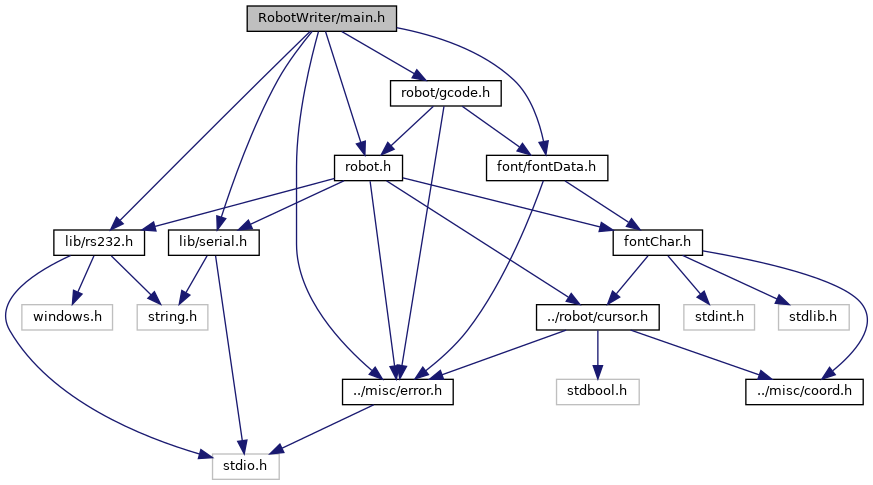 RobotWriter/main.h
robot/gcode.h
robot.h
font/fontData.h
lib/rs232.h
lib/serial.h
fontChar.h
windows.h
string.h
../robot/cursor.h
stdint.h
stdlib.h
../misc/error.h
stdbool.h
../misc/coord.h
stdio.h